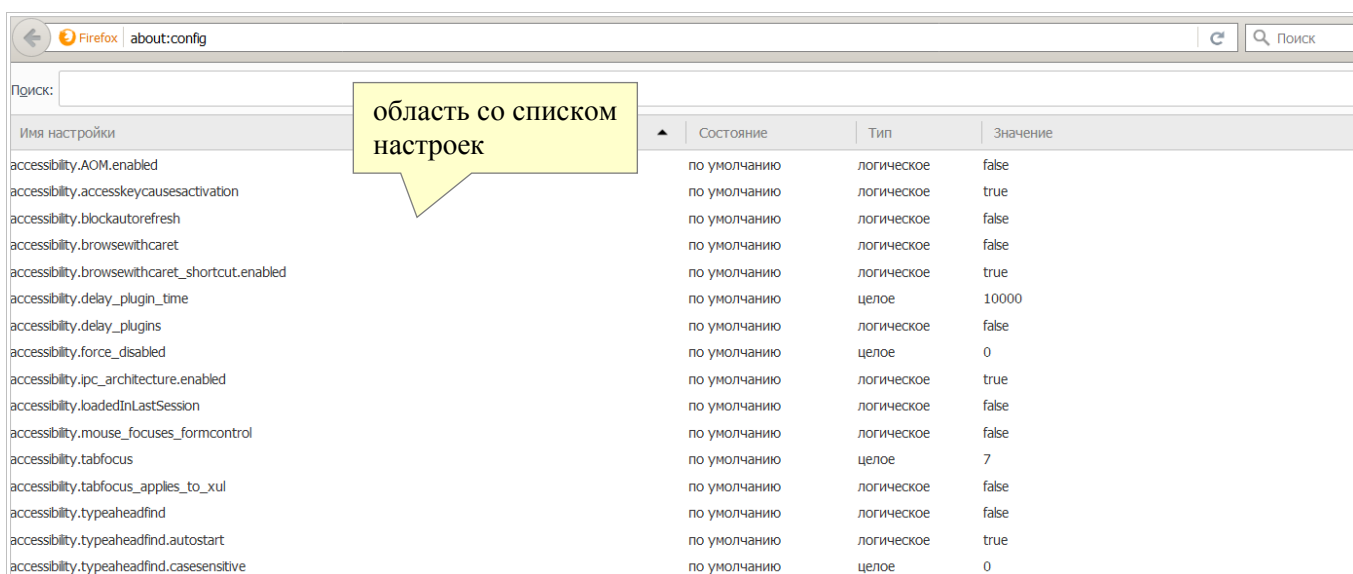 Firefox about:config Поиск
Поиск:
область со списком
настроек
Имя настройки Состояние Тип Значение
accessibility.AOM.enabled по умолчанию логическое false
accessibility.accesskeycausesactivation по умолчанию логическое true
accessibility.blockautorefresh по умолчанию логическое false
accessibility.browsewithcaret по умолчанию логическое false
accessibility.browsewithcaret_shortcut.enabled по умолчанию логическое true
accessibility.delay_plugin_time по умолчанию целое 10000
accessibility.delay_plugins по умолчанию логическое false
accessibility.force_disabled по умолчанию целое 0
accessibility.ipc_architecture.enabled по умолчанию логическое true
accessibility.loadedInLastSession по умолчанию логическое false
accessibility.mouse_focuses_formcontrol по умолчанию логическое false
accessibility.tabfocus по умолчанию целое 7
accessibility.tabfocus_applies_to_xul по умолчанию логическое false
accessibility.typeaheadfind по умолчанию логическое false
accessibility.typeaheadfind.autostart по умолчанию логическое true
accessibility.typeaheadfind.casesensitive по умолчанию целое 0